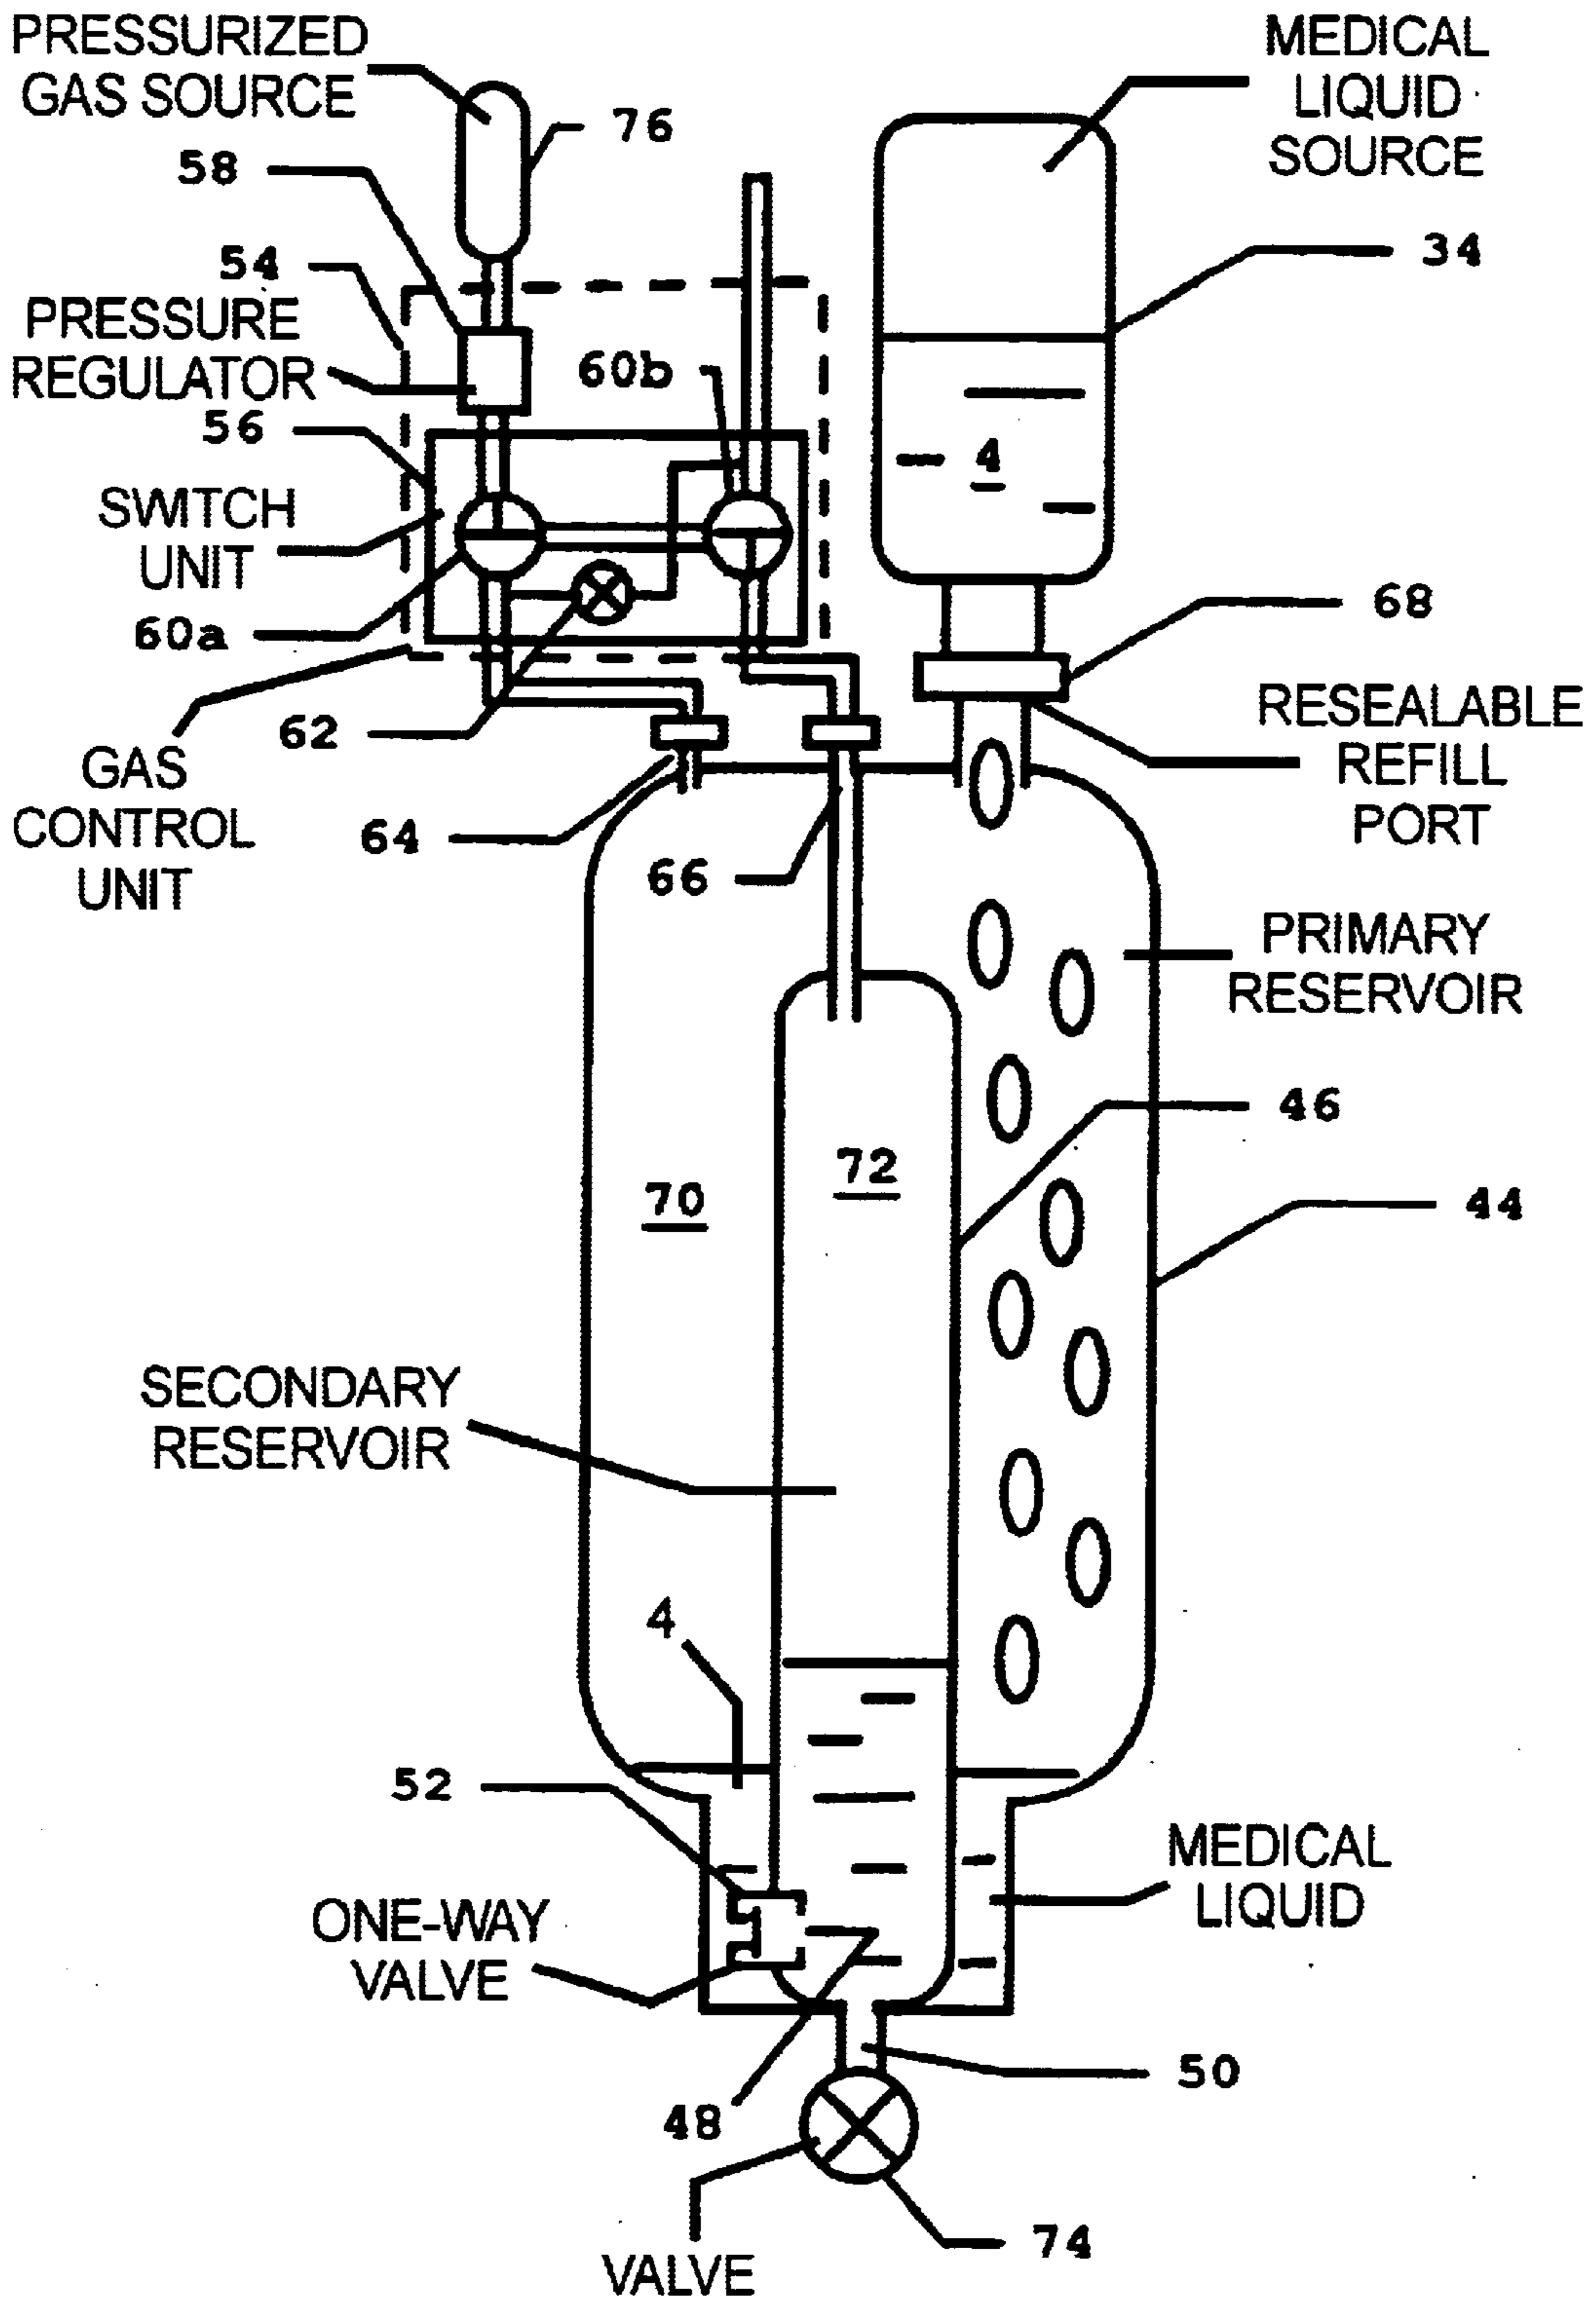 PRESSURIZED
GAS SOURCE
76
58
54
PRESSURE
REGULATOR
56
SWITCH
UNIT
60a
60b
62
GAS
CONTROL
UNIT
64
66
MEDICAL
LIQUID
SOURCE
34
4
68
RESEALABLE
REFILL
PORT
PRIMARY
RESERVOIR
46
44
72
70
SECONDARY
RESERVOIR
4
52
ONE-WAY
VALVE
MEDICAL
LIQUID
48
50
VALVE
74